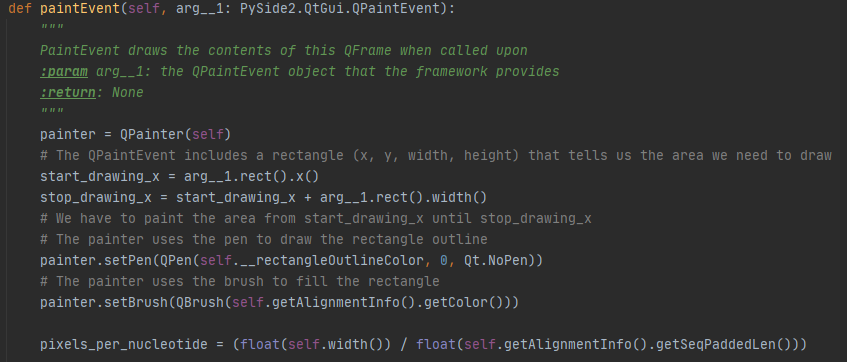 def paintEvent(self, arg__1: PySide2.QtGui.QPaintEvent):
"""
PaintEvent draws the contents of this QFrame when called upon
:param arg__1: the QPaintEvent object that the framework provides
:return: None
"""
painter = QPainter(self)
# The QPaintEvent includes a rectangle (x, y, width, height) that tells us the area we need to draw
start_drawing_x = arg__1.rect().x()
stop_drawing_x = start_drawing_x + arg__1.rect().width()
# We have to paint the area from start_drawing_x until stop_drawing_x
# The painter uses the pen to draw the rectangle outline
painter.setPen(QPen(self.__rectangleOutlineColor, 0, Qt.NoPen))
# The painter uses the brush to fill the rectangle
painter.setBrush(QBrush(self.getAlignmentInfo().getColor()))
pixels_per_nucleotide = (float(self.width()) / float(self.getAlignmentInfo().getSeqPaddedLen()))